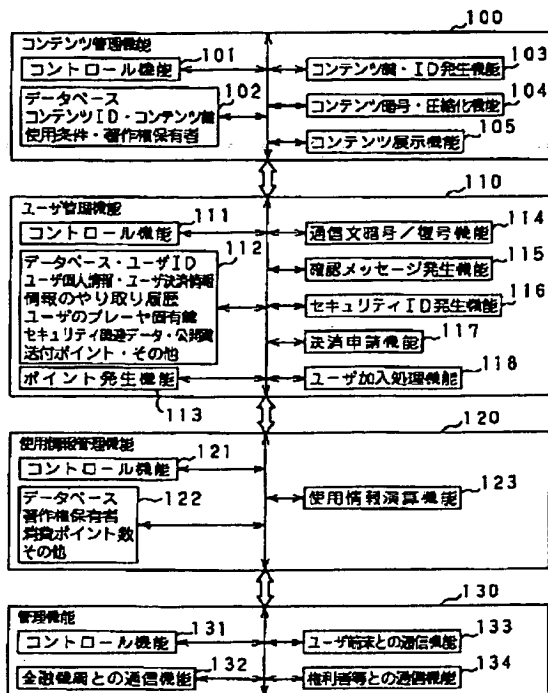 100
コンテンツ管理機能
コントロール機能
101
データベース
コンテンツID・コンテンツ鍵
使用条件・著作権保有者
102
コンテンツ鍵・ID発生機能
103
コンテンツ暗号・圧縮化機能
104
コンテンツ展示機能
105
110
ユーザ管理機能
コントロール機能
111
データベース・ユーザID
ユーザ個人情報・ユーザ決済情報
情報のやり取り履歴
ユーザのプレーヤ固有鍵
セキュリティ関連データ・公開鍵
送付ポイント・その他
112
ポイント発生機能
113
通信文暗号/復号機能
114
確認メッセージ発生機能
115
セキュリティID発生機能
116
決済申請機能
117
ユーザ加入処理機能
118
120
使用情報管理機能
コントロール機能
121
データベース
著作権保有者
消費ポイント数
その他
122
使用情報演算機能
123
130
管理機能
コントロール機能
131
金融機関との通信機能
132
ユーザ端末との通信機能
133
権利者等との通信機能
134